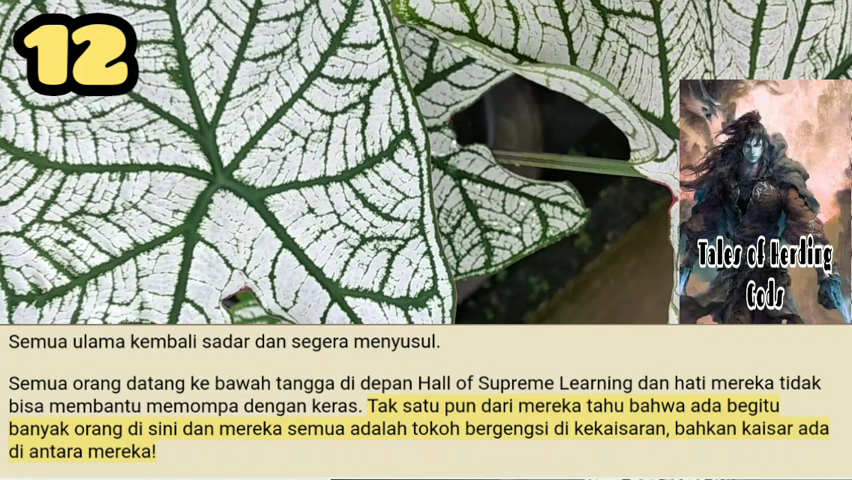 12
Tales of Herding
Gods
Semua ulama kembali sadar dan segera menyusul.
Semua orang datang ke bawah tangga di depan Hall of Supreme Learning dan hati mereka tidak
bisa membantu memompa dengan keras. Tak satu pun dari mereka tahu bahwa ada begitu
banyak orang di sini dan mereka semua adalah tokoh bergengsi di kekaisaran, bahkan kaisar ada
di antara mereka!